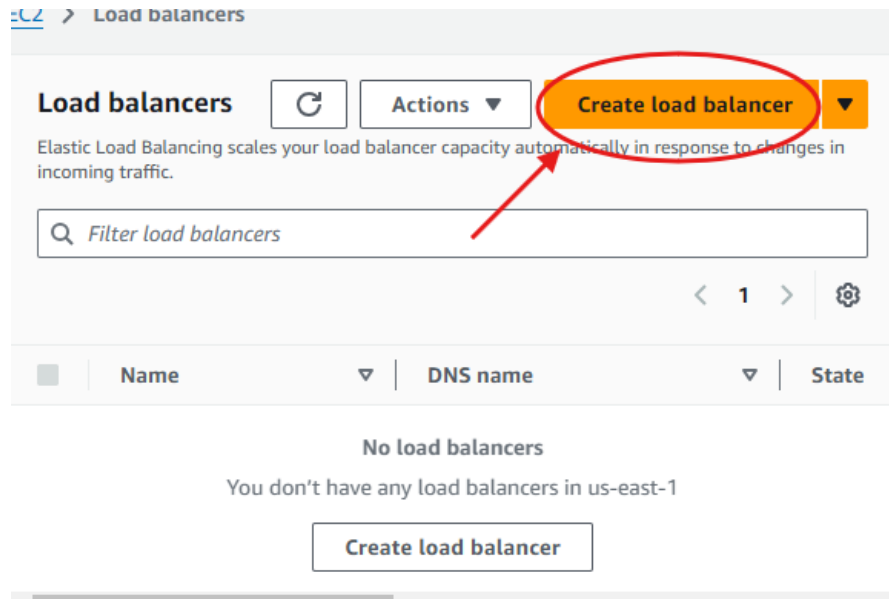 EC2 > Load balancers
Load balancers
Actions
Create load balancer
Elastic Load Balancing scales your load balancer capacity automatically in response to changes in
incoming traffic.
Filter load balancers
1
Name
DNS name
State
No load balancers
You don't have any load balancers in us-east-1
Create load balancer